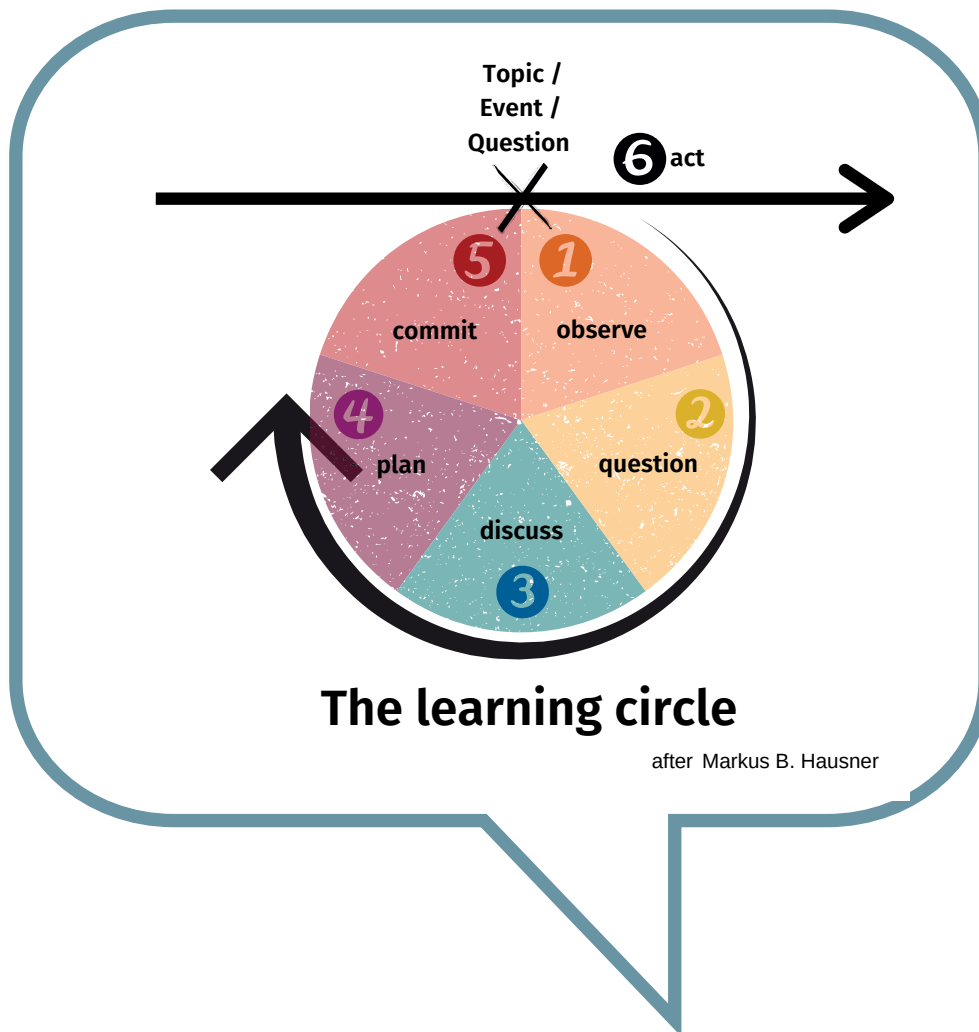 Topic /
Event /
Question
6 act
5
1
commit
observe
4
2
plan
question
discuss
3
The learning circle
after Markus B. Hausner